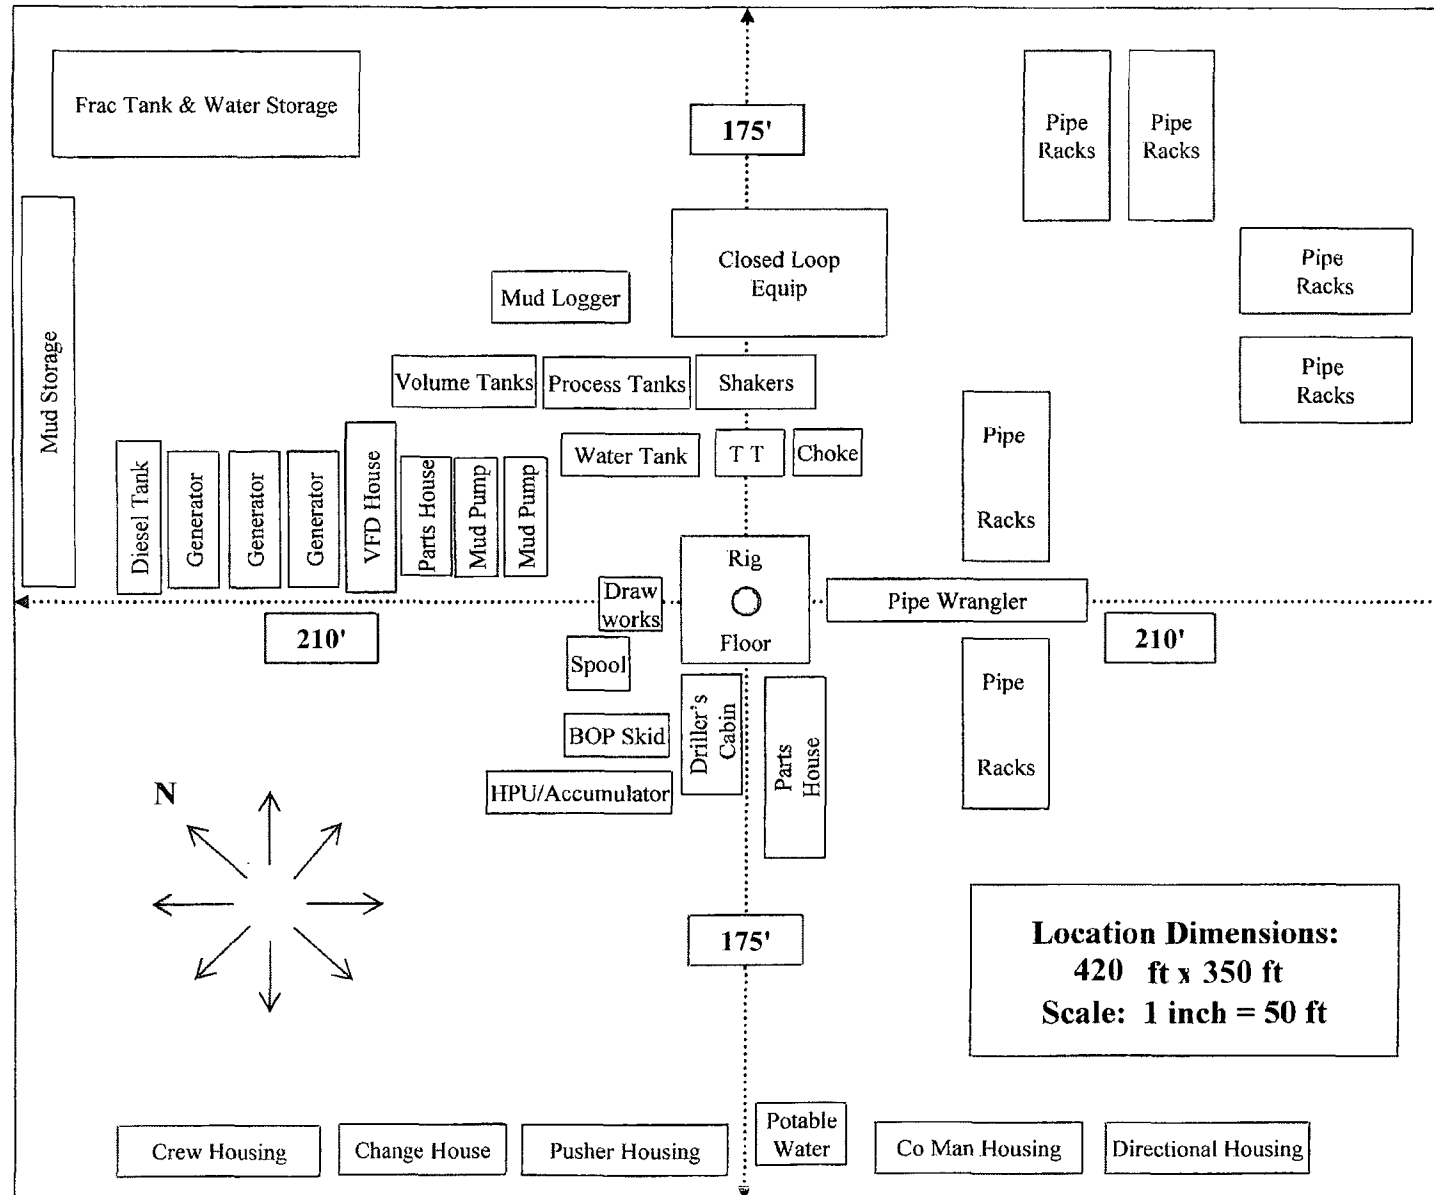 Frac Tank & Water Storage
175'
Pipe
Racks
Pipe
Racks
Closed Loop
Equip
Pipe
Racks
Mud Logger
Mud Storage
Volume Tanks
Process Tanks
Shakers
Pipe
Racks
Pipe
Racks
Water Tank
T T
Choke
Diesel Tank
Generator
Generator
Generator
VFD House
Parts House
Mud Pump
Mud Pump
Rig
Floor
Draw
works
Pipe Wrangler
210'
210'
Spool
Pipe
Racks
Driller's
Cabin
Parts
House
BOP Skid
HPU/Accumulator
N
175'
Location Dimensions:
420 ft x 350 ft
Scale: 1 inch = 50 ft
Crew Housing
Change House
Pusher Housing
Potable
Water
Co Man Housing
Directional Housing